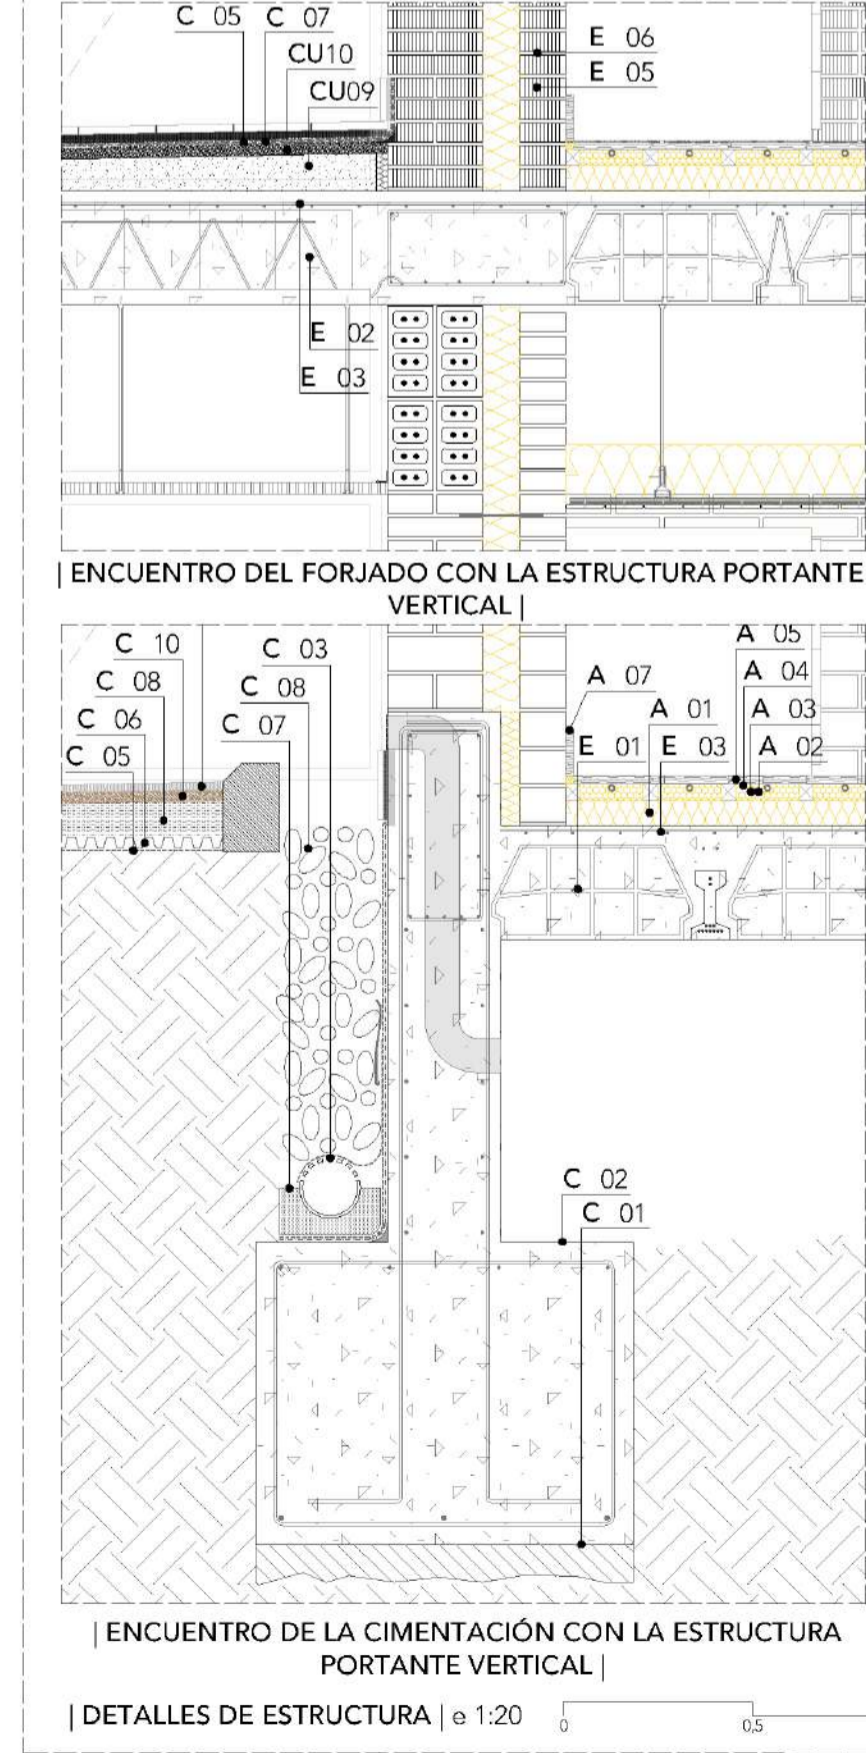 C 05 C 07
CU10
CU09
E 06
E 05
E 02
E 03
| ENCUENTRO DEL FORJADO CON LA ESTRUCTURA PORTANTE
VERTICAL |
C 10
C 08
C 06
C 05
C 03
C 08
C 07
A 05
A 04
A 07
A 01 A 03
E 01 E 03 A 02
C 02
C 01
| ENCUENTRO DE LA CIMENTACIÓN CON LA ESTRUCTURA
PORTANTE VERTICAL |
| DETALLES DE ESTRUCTURA | e 1:20
0 0,5